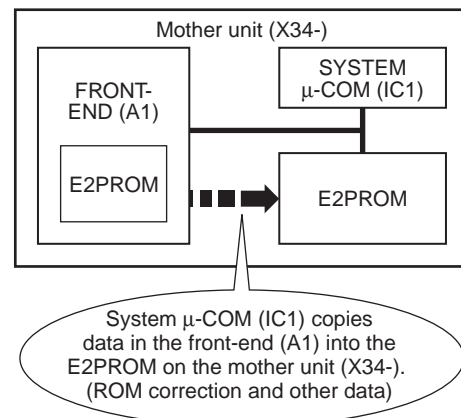 Mother unit (X34-)
FRONT-
END (A1)
E2PROM
SYSTEM
μ-COM (IC1)
E2PROM
System μ-COM (IC1) copies
data in the front-end (A1) into the
E2PROM on the mother unit (X34-).
(ROM correction and other data)